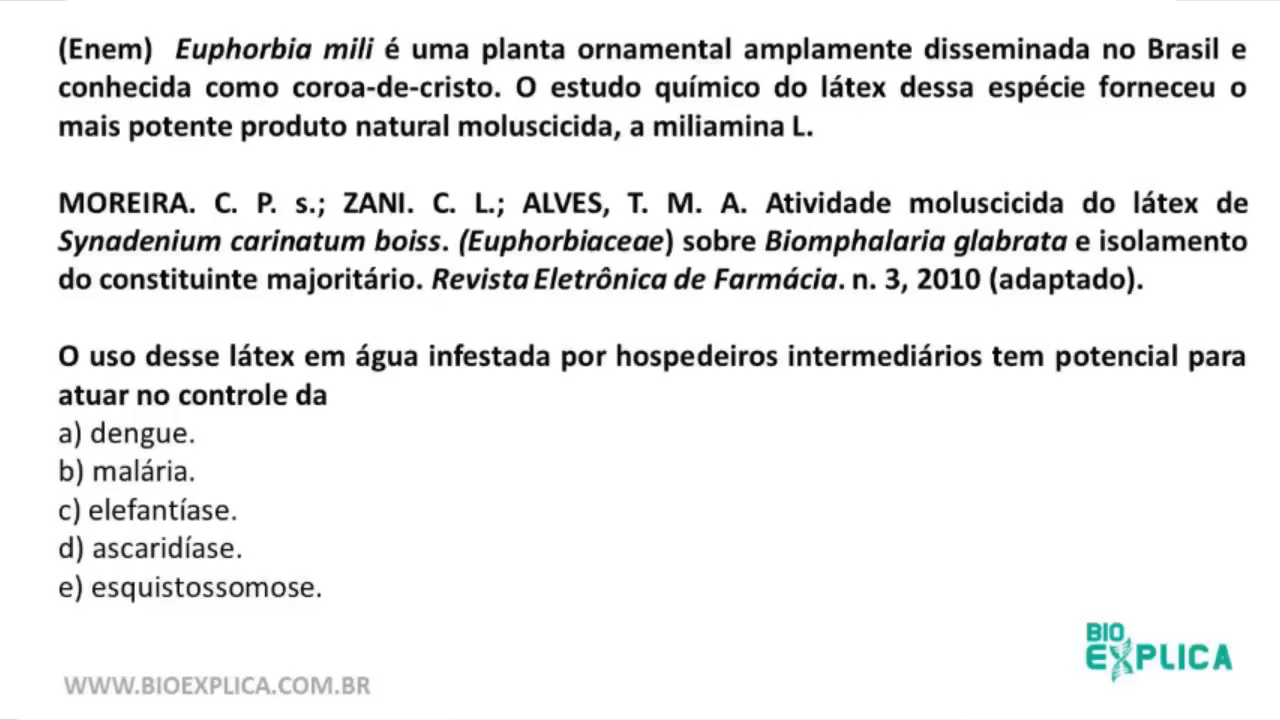 (Enem) Euphorbia mili é uma planta ornamental amplamente disseminada no Brasil e
conhecida como coroa-de-cristo. O estudo químico do látex dessa espécie forneceu o
mais potente produto natural moluscicida, a miliamina L.
MOREIRA. C. P. s.; ZANI. C. L.; ALVES, T. M. A. Atividade moluscicida do látex de
Synadenium carinatum boiss. (Euphorbiaceae) sobre Biomphalaria glabrata e isolamento
do constituinte majoritário. Revista Eletrônica de Farmácia. n. 3, 2010 (adaptado).
O uso desse látex em água infestada por hospedeiros intermediários tem potencial para
atuar no controle da
a) dengue.
b) malária.
c) elefantíase.
d) ascaridíase.
e) esquistossomose.
BIO
EXPLICA
WWW.BIOEXPLICA.COM.BR